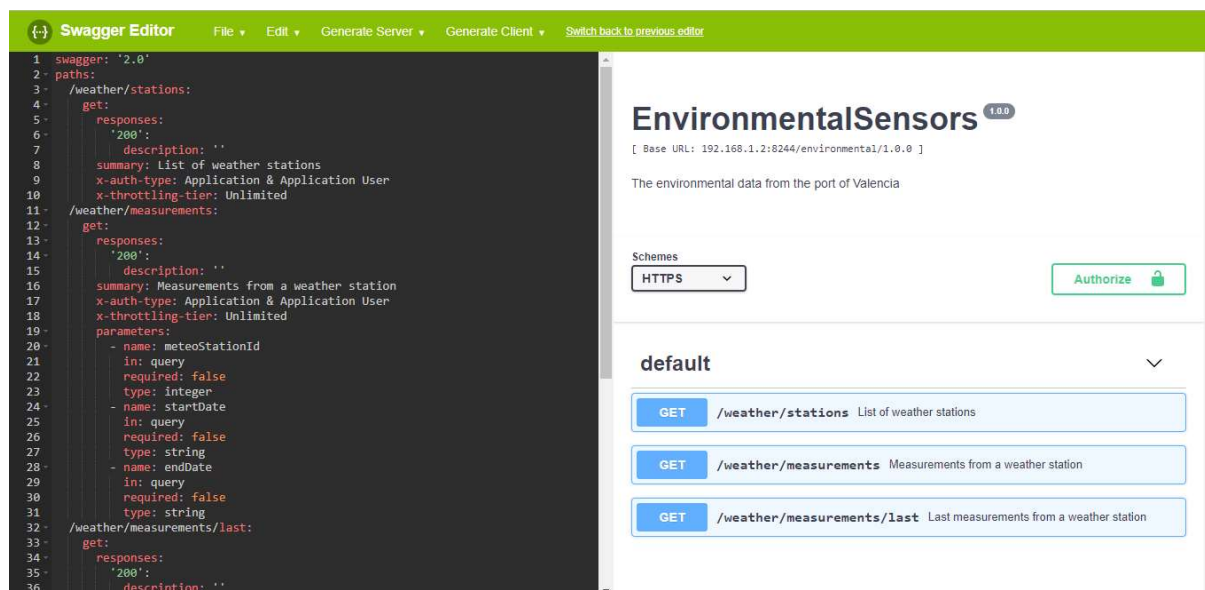 {··} Swagger Editor File ▾ Edit ▾ Generate Server ▾ Generate Client ▾ Switch back to previous editor
1 swagger: '2.0'
2 paths:
3 /weather/stations:
4 get:
5 responses:
6 '200':
7 description: ''
8 summary: List of weather stations
9 x-auth-type: Application & Application User
10 x-throttling-tier: Unlimited
11 /weather/measurements:
12 get:
13 responses:
14 '200':
15 description: ''
16 summary: Measurements from a weather station
17 x-auth-type: Application & Application User
18 x-throttling-tier: Unlimited
19 parameters:
20 - name: meteoStationId
21 in: query
22 required: false
23 type: integer
24 - name: startDate
25 in: query
26 required: false
27 type: string
28 - name: endDate
29 in: query
30 required: false
31 type: string
32 /weather/measurements/last:
33 get:
34 responses:
35 '200':
36 description: ''
EnvironmentalSensors 1.0.0
[ Base URL: 192.168.1.2:8244/environmental/1.0.0 ]
The environmental data from the port of Valencia
Schemes
HTTPS
Authorize
default
GET /weather/stations List of weather stations
GET /weather/measurements Measurements from a weather station
GET /weather/measurements/last Last measurements from a weather station